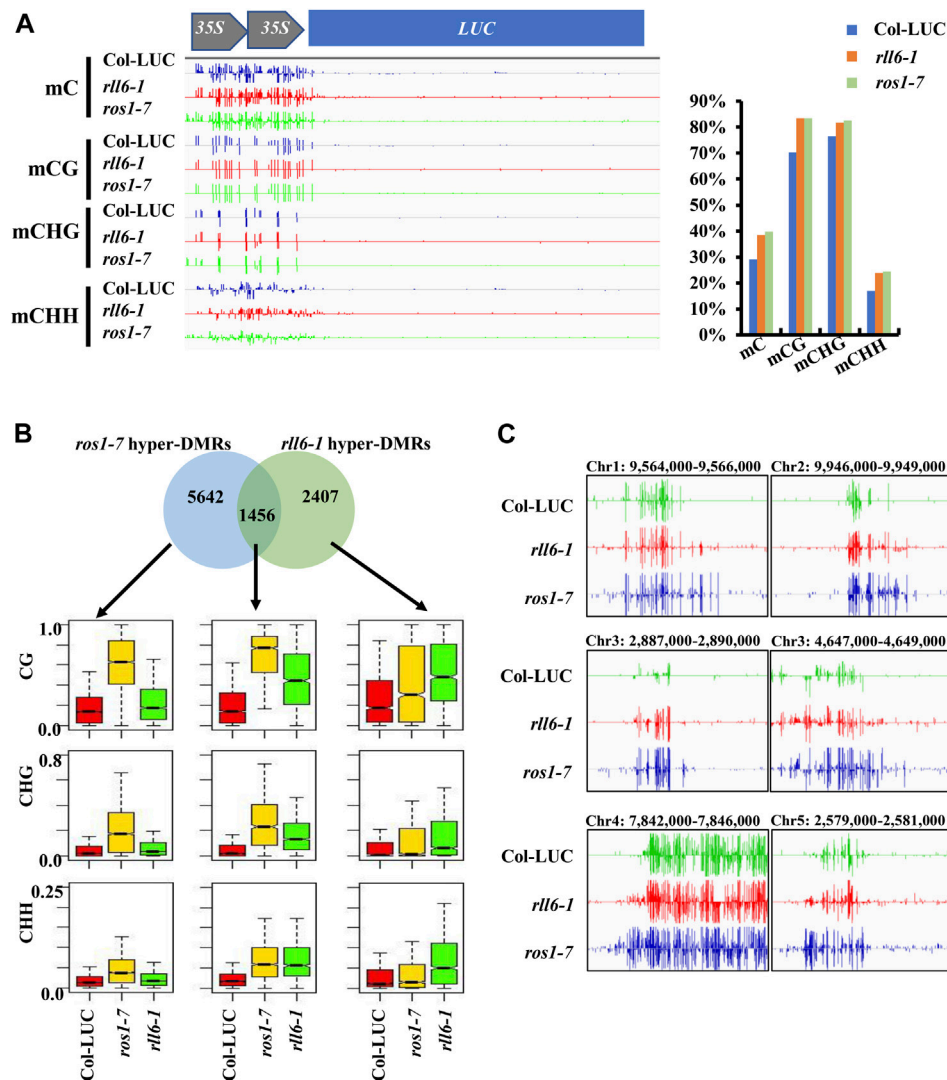 A
35S 35S LUC
mC
Col-LUC
rll6-1
ros1-7
mCG
Col-LUC
rll6-1
ros1-7
mCHG
Col-LUC
rll6-1
ros1-7
mCHH
Col-LUC
rll6-1
ros1-7
Col-LUC
rll6-1
ros1-7
90%
80%
70%
60%
50%
40%
30%
20%
10%
0%
mC mCG mCHG mCHH
B
ros1-7 hyper-DMRs rll6-1 hyper-DMRs
5642 1456 2407
CG
1.0
0.0
CHG
0.8
0.0
CHH
0.25
0.0
Col-LUC ros1-7 rll6-1 Col-LUC ros1-7 rll6-1 Col-LUC ros1-7 rll6-1
C
Chr1: 9,564,000-9,566,000 Chr2: 9,946,000-9,949,000
Col-LUC
rll6-1
ros1-7
Chr3: 2,887,000-2,890,000 Chr3: 4,647,000-4,649,000
Col-LUC
rll6-1
ros1-7
Chr4: 7,842,000-7,846,000 Chr5: 2,579,000-2,581,000
Col-LUC
rll6-1
ros1-7